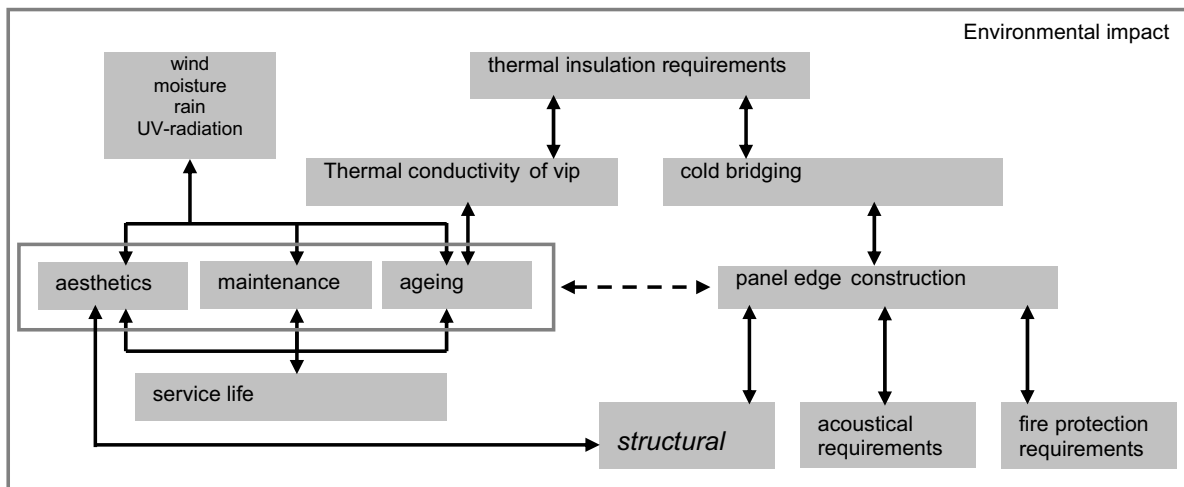 Environmental impact
wind
moisture
rain
UV-radiation
thermal insulation requirements
Thermal conductivity of vip
cold bridging
aesthetics
maintenance
ageing
panel edge construction
service life
structural
acoustical
requirements
fire protection
requirements